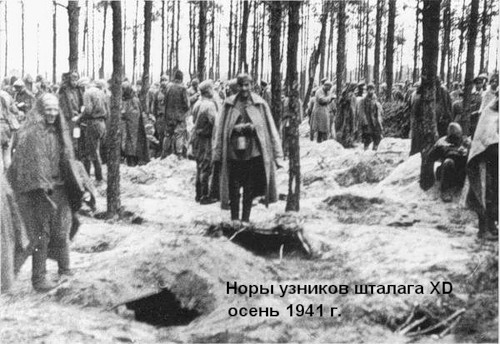 Норы узников шталага XD
осень 1941 г.